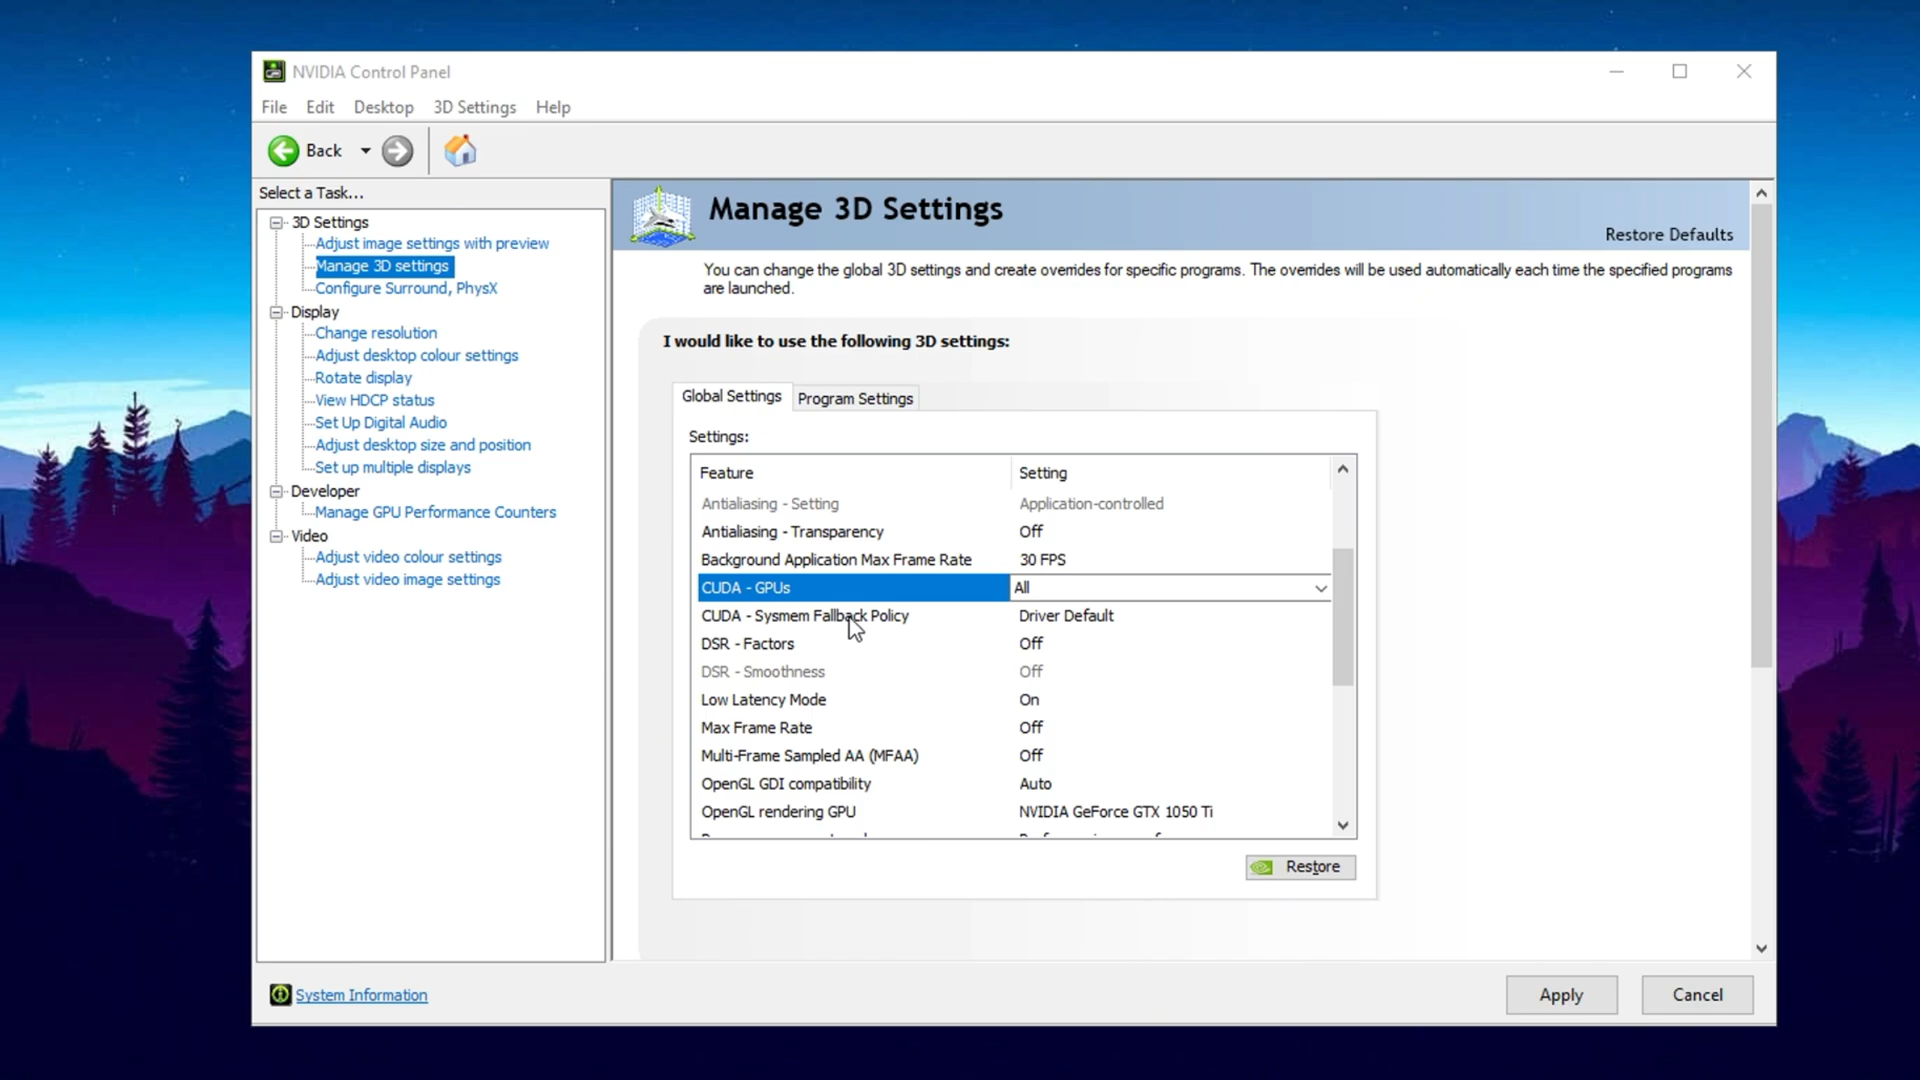 NVIDIA Control Panel
File Edit Desktop 3D Settings Help
Back
Select a Task...
3D Settings
Adjust image settings with preview
Manage 3D settings
Configure Surround, PhysX
Display
Change resolution
Adjust desktop colour settings
Rotate display
View HDCP status
Set Up Digital Audio
Adjust desktop size and position
Set up multiple displays
Developer
Manage GPU Performance Counters
Video
Adjust video colour settings
Adjust video image settings
System Information
Manage 3D Settings
Restore Defaults
You can change the global 3D settings and create overrides for specific programs. The overrides will be used automatically each time the specified programs
are launched.
I would like to use the following 3D settings:
Global Settings Program Settings
Settings:
Feature Setting
Antialiasing - Setting Application-controlled
Antialiasing - Transparency Off
Background Application Max Frame Rate 30 FPS
CUDA - GPUs All
CUDA - Sysmem Fallback Policy Driver Default
DSR - Factors Off
DSR - Smoothness Off
Low Latency Mode On
Max Frame Rate Off
Multi-Frame Sampled AA (MFAA) Off
OpenGL GDI compatibility Auto
OpenGL rendering GPU NVIDIA GeForce GTX 1050 Ti
Restore
Apply Cancel